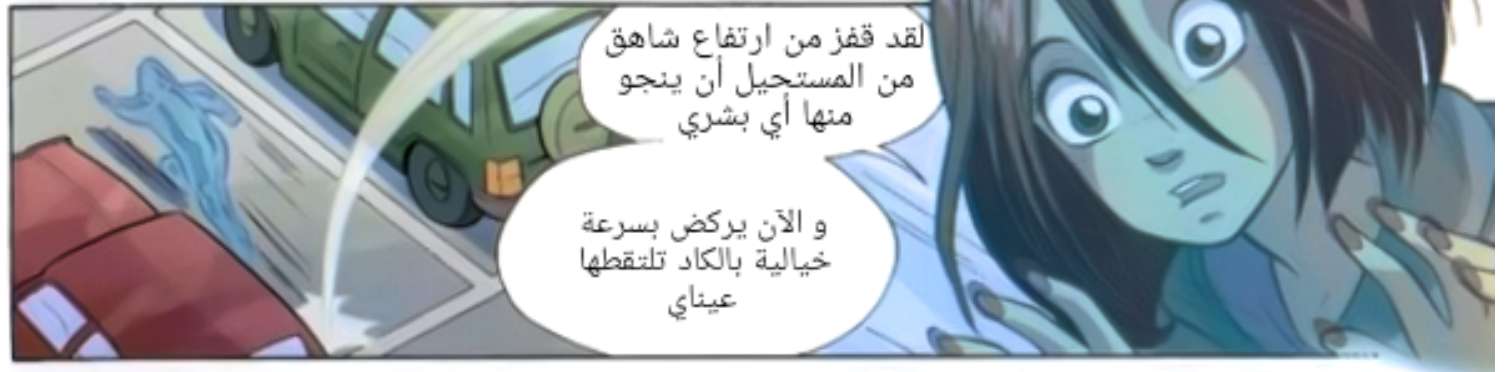 لقد قفز من ارتفاع شاهق
من المستحيل أن ينجو
منها أي بشري
و الآن يركض بسرعة
خيالية بالكاد تلتقطها
عيناي